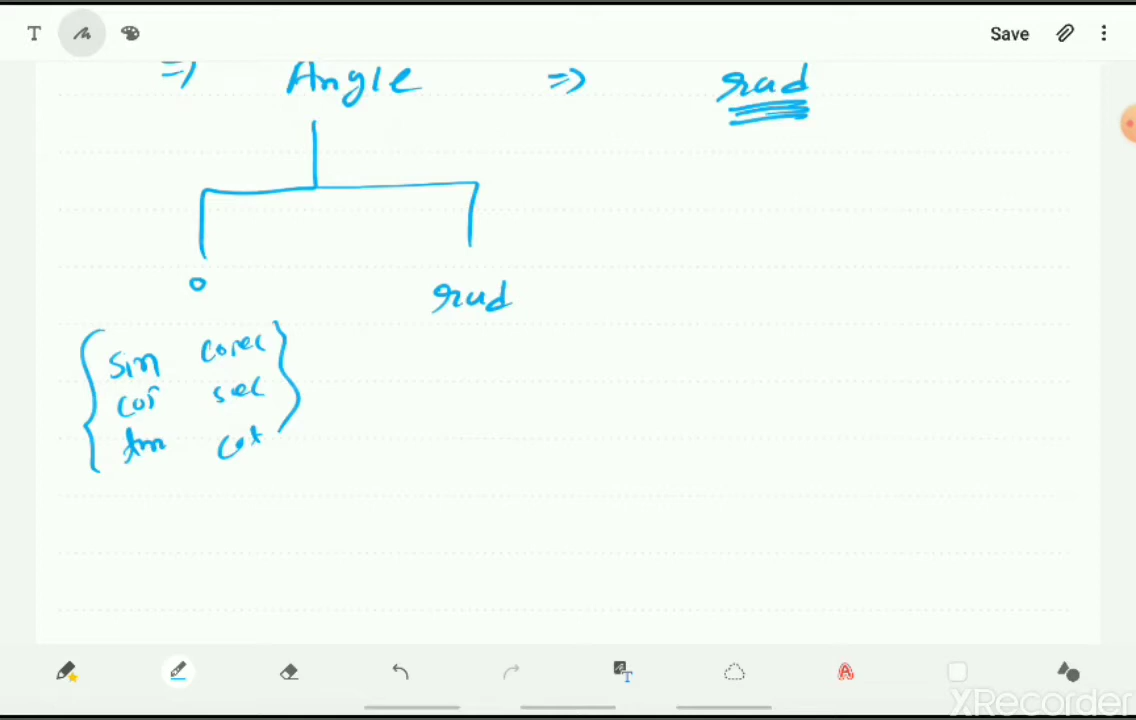 T Save
=) Angle => rad
o rad
sin cosec
cos sec
tan cot
T A
XRecorder